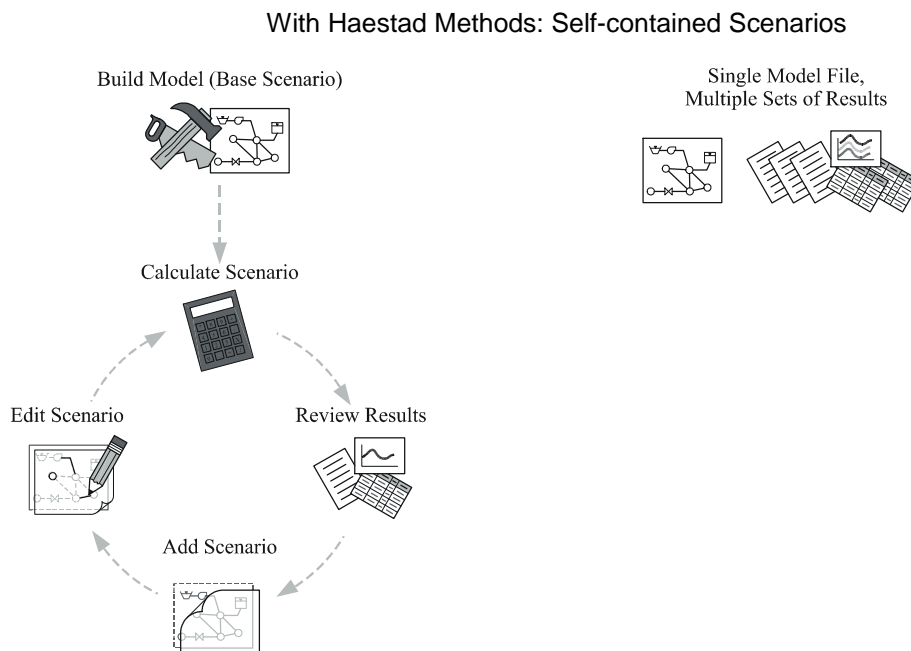 With Haestad Methods: Self-contained Scenarios
Build Model (Base Scenario)
Single Model File,
Multiple Sets of Results
Calculate Scenario
Edit Scenario
Review Results
Add Scenario